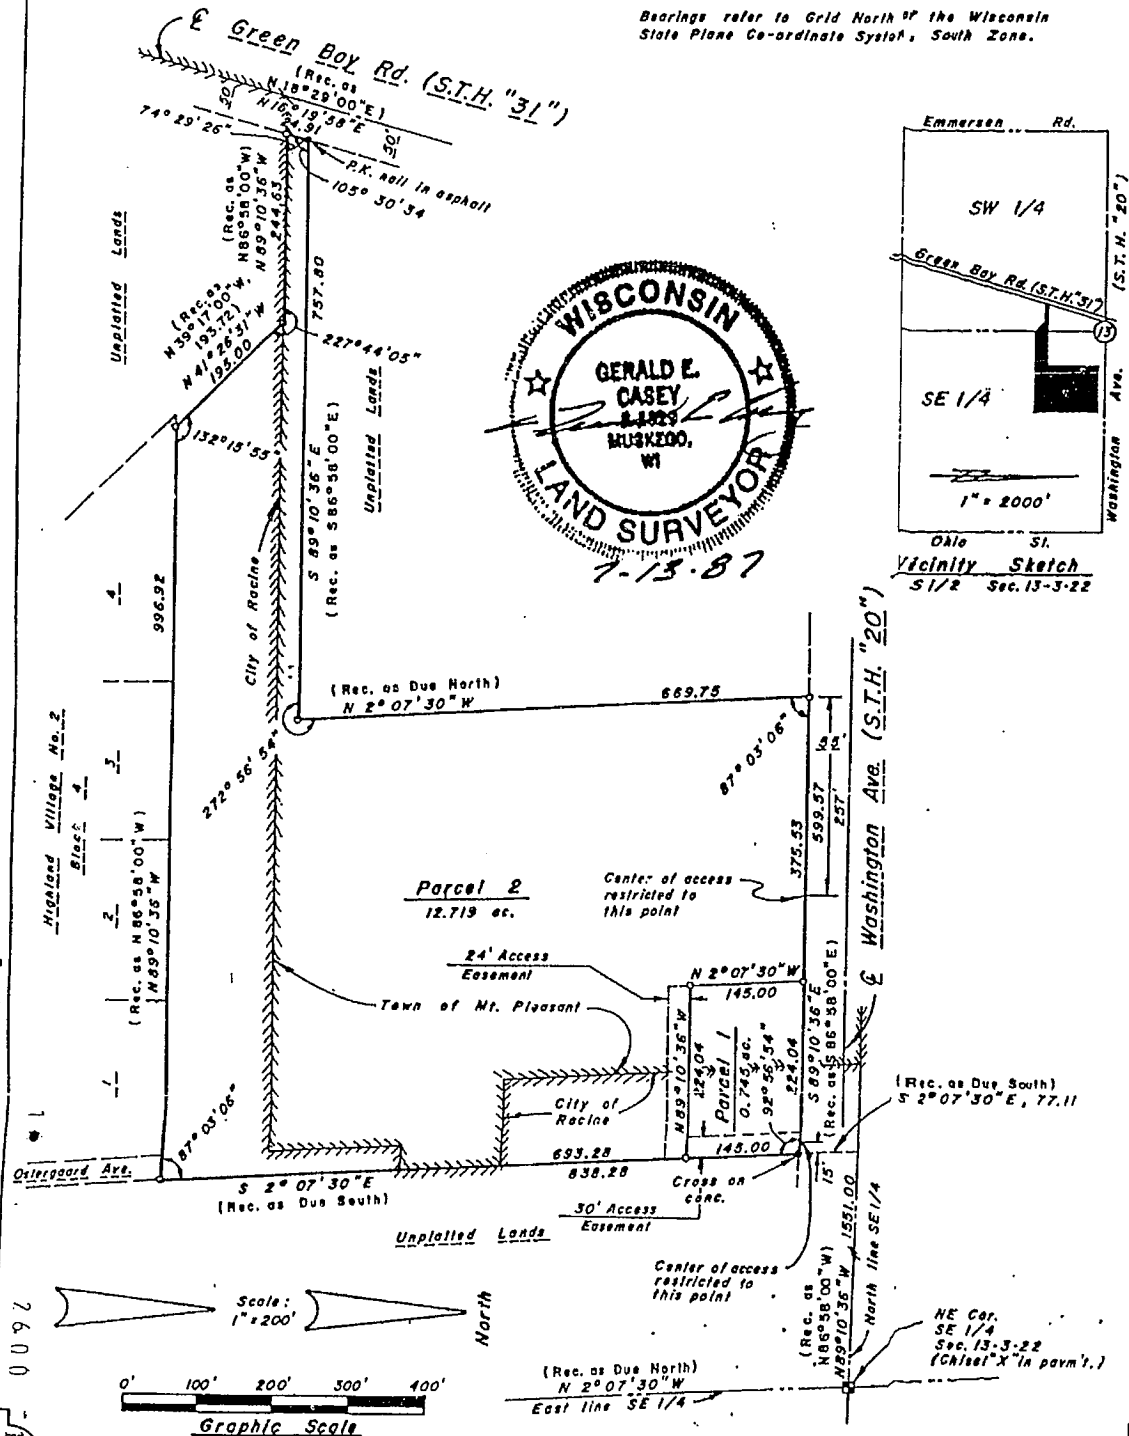 Bearings refer to Grid North of the Wisconsin
State Plane Co-ordinate System, South Zone.
℄ Green Bay Rd. (S.T.H. "31")
(Rec. as
N 18°29'00"E)
N 16°19'58"E
24.91
50'
50'
74° 29' 26"
P.K. nail in asphalt
105° 30' 34
(Rec. as
N86°58'00"W)
N 89°10'36"W
244.63
Unplatted Lands
757.80
(Rec. as
N 39°17'00"W,
193.72)
N 41°26'31"W
195.00
227°44'05"
132°15'55"
S 89°10'36"E
(Rec. as S86°58'00"E)
Unplatted Lands
WISCONSIN
GERALD E.
CASEY
S-1829
MUSKEGO,
WI
LAND SURVEYOR
7-13-87
Emmersen Rd.
SW 1/4
Green Bay Rd. (S.T.H. "31")
13
SE 1/4
1" = 2000'
Washington Ave. (S.T.H. "20")
Ohio St.
Vicinity Sketch
S 1/2 Sec. 13-3-22
996.92
City of Racine
4
3
2
1
Highland Village No. 2
Block 4
(Rec. as N 86°58'00"W)
N 89°10'36"W
(Rec. as Due North)
N 2°07'30"W
669.75
272° 56' 54"
87° 03' 06"
55'
599.57
257'
375.53
℄ Washington Ave. (S.T.H. "20")
Parcel 2
12.719 ac.
Center of access
restricted to
this point
24' Access
Easement
N 2°07'30"W
145.00
Town of Mt. Pleasant
N 89°10'36"W
224.04
Parcel 1
0.745 ac.
92°56'54"
224.04
S 89°10'36"E
(Rec. as S 86°58'00"E)
City of
Racine
(Rec. as Due South)
S 2°07'30"E, 77.11
87° 03' 06"
Ostergaard Ave.
S 2° 07'30"E
(Rec. as Due South)
693.28
838.28
145.00
15'
Cross on
conc.
30' Access
Easement
Unplatted Lands
Center of access
restricted to
this point
(Rec. as
N86°58'00"W)
N89°10'36"W 1551.00
North line SE1/4
Scale:
1" = 200'
North
NE Cor.
SE 1/4
Sec. 13-3-22
(Chisel "X" in pavm't.)
(Rec. as Due North)
N 2°07'30"W
East line SE 1/4
0' 100' 200' 300' 400'
Graphic Scale
2600